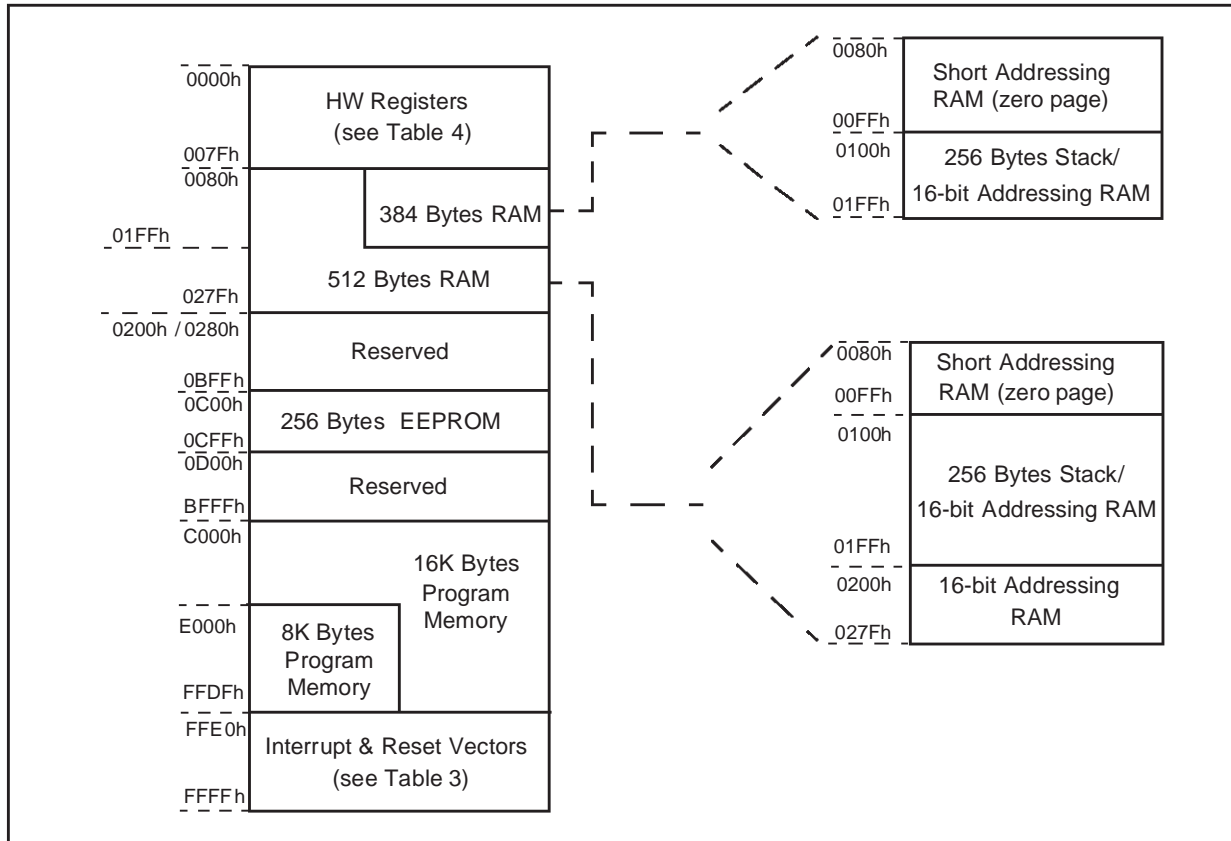 0000h
HW Registers
(see Table 4)
007Fh
0080h
384 Bytes RAM
01FFh
512 Bytes RAM
027Fh
0200h / 0280h
Reserved
0BFFh
0C00h
256 Bytes EEPROM
0CFFh
0D00h
Reserved
BFFFh
C000h
16K Bytes
Program
Memory
E000h
8K Bytes
Program
Memory
FFDFh
FFE0h
Interrupt & Reset Vectors
(see Table 3)
FFFFh
0080h
Short Addressing
RAM (zero page)
00FFh
0100h
256 Bytes Stack/
16-bit Addressing RAM
01FFh
0080h
Short Addressing
RAM (zero page)
00FFh
0100h
256 Bytes Stack/
16-bit Addressing RAM
01FFh
0200h
16-bit Addressing
RAM
027Fh